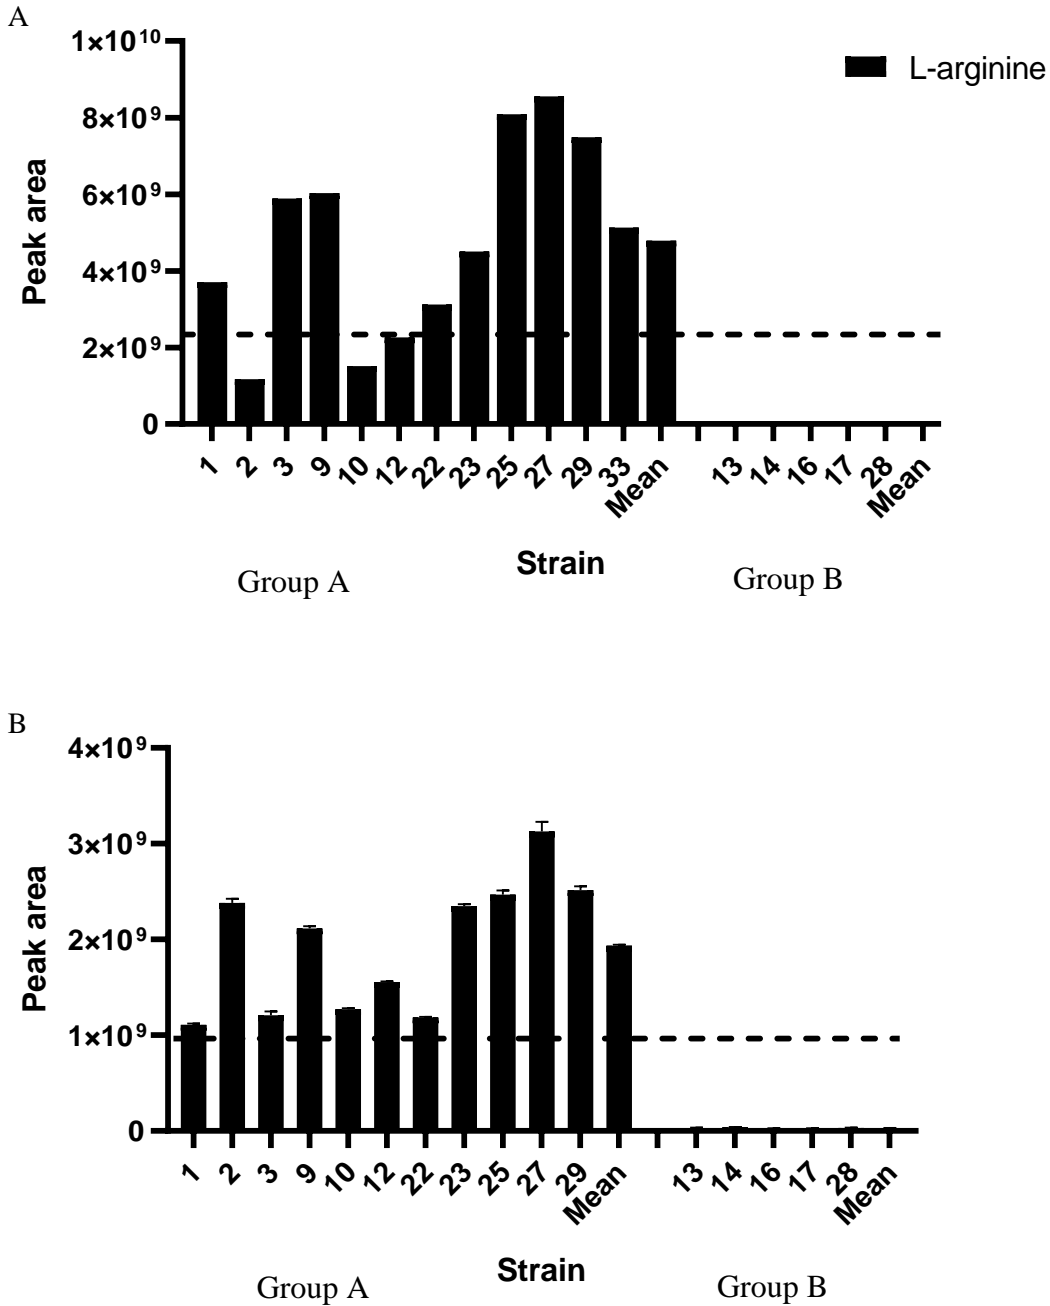 A
1×10¹⁰
8×10⁹
6×10⁹
4×10⁹
2×10⁹
0
Peak area
L-arginine
1 2 3 9 10 12 22 23 25 27 29 33 Mean 13 14 16 17 28 Mean
Strain
Group A Group B
B
4×10⁹
3×10⁹
2×10⁹
1×10⁹
0
Peak area
1 2 3 9 10 12 22 23 25 27 29 Mean 13 14 16 17 28 Mean
Strain
Group A Group B